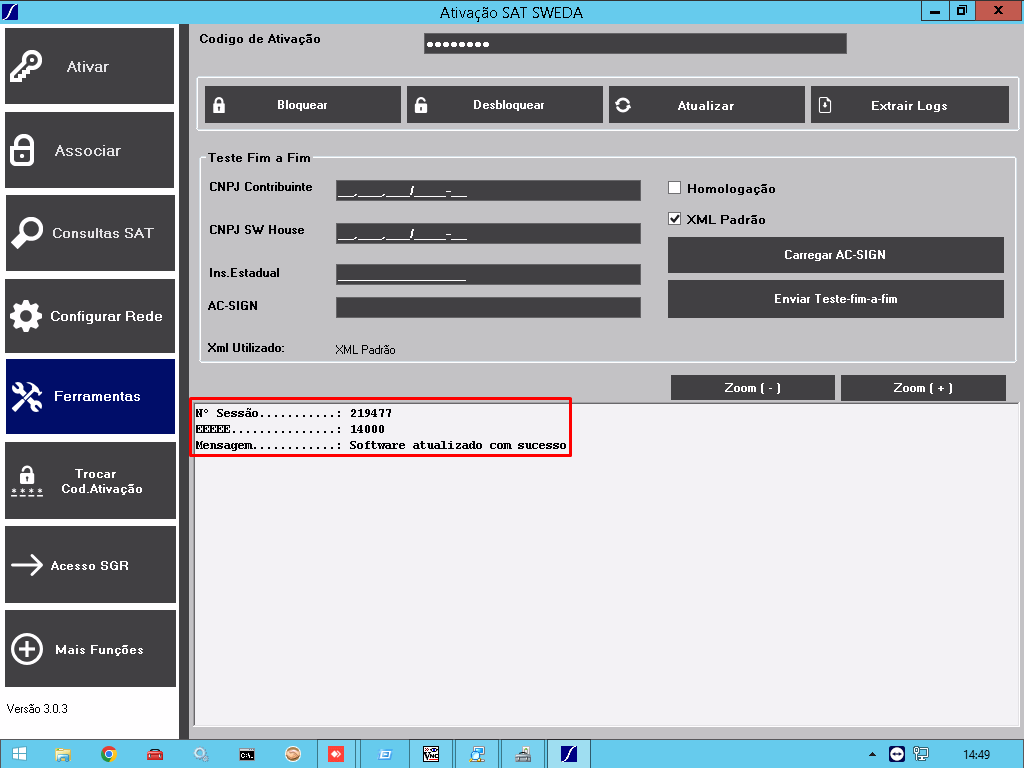 Ativação SAT SWEDA
Ativar
Associar
Consultas SAT
Configurar Rede
Ferramentas
Trocar
Cod.Ativação
Acesso SGR
Mais Funções
Versão 3.0.3
Codigo de Ativação
●●●●●●●●
Bloquear
Desbloquear
Atualizar
Extrair Logs
Teste Fim a Fim
CNPJ Contribuinte
__.___.___/____-__
CNPJ SW House
__.___.___/____-__
Ins.Estadual
AC-SIGN
Xml Utilizado:
XML Padrão
Homologação
XML Padrão
Carregar AC-SIGN
Enviar Teste-fim-a-fim
Zoom ( - )
Zoom ( + )
N° Sessão...........: 219477
EEEEE...............: 14000
Mensagem............: Software atualizado com sucesso
14:49